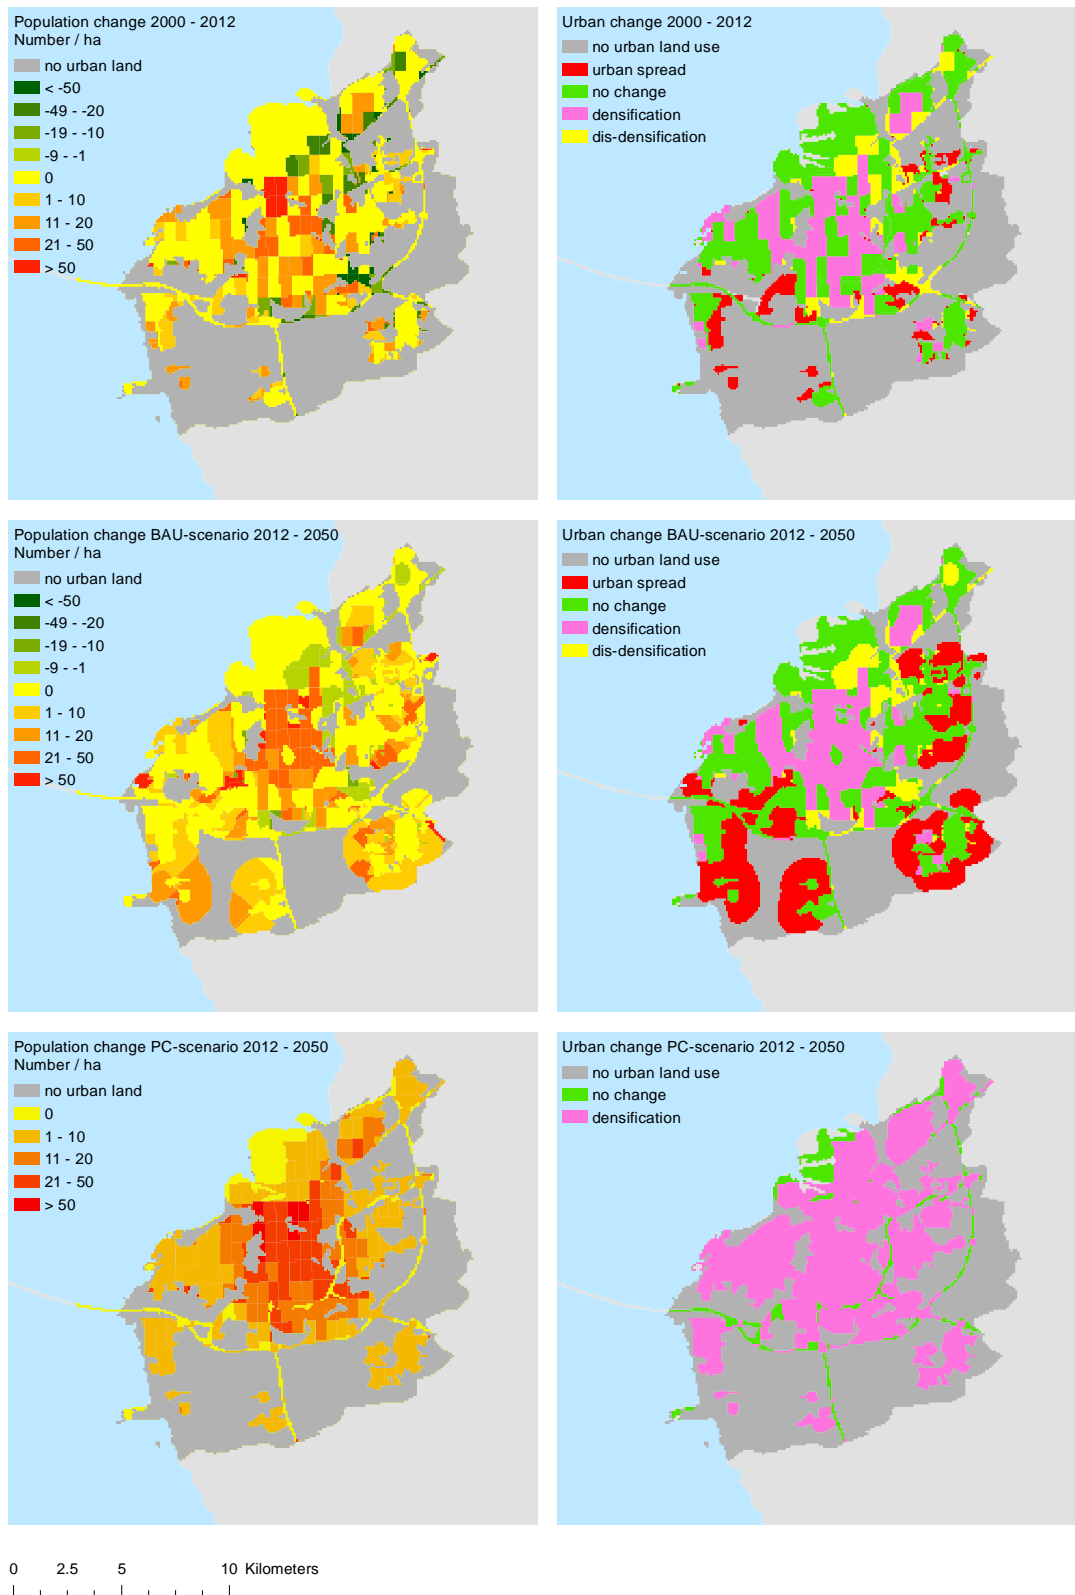 Population change 2000 - 2012
Number / ha
no urban land
< -50
-49 - -20
-19 - -10
-9 - -1
0
1 - 10
11 - 20
21 - 50
> 50
Urban change 2000 - 2012
no urban land use
urban spread
no change
densification
dis-densification
Population change BAU-scenario 2012 - 2050
Number / ha
no urban land
< -50
-49 - -20
-19 - -10
-9 - -1
0
1 - 10
11 - 20
21 - 50
> 50
Urban change BAU-scenario 2012 - 2050
no urban land use
urban spread
no change
densification
dis-densification
Population change PC-scenario 2012 - 2050
Number / ha
no urban land
0
1 - 10
11 - 20
21 - 50
> 50
Urban change PC-scenario 2012 - 2050
no urban land use
no change
densification
0 2.5 5 10 Kilometers